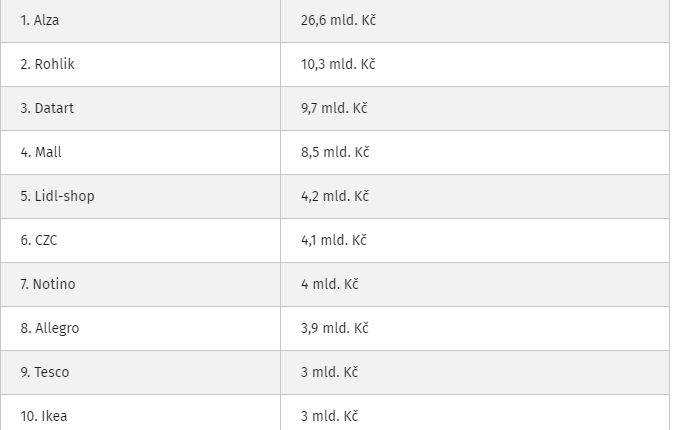 1. Alza 26,6 mld. Kč
2. Rohlik 10,3 mld. Kč
3. Datart 9,7 mld. Kč
4. Mall 8,5 mld. Kč
5. Lidl-shop 4,2 mld. Kč
6. CZC 4,1 mld. Kč
7. Notino 4 mld. Kč
8. Allegro 3,9 mld. Kč
9. Tesco 3 mld. Kč
10. Ikea 3 mld. Kč